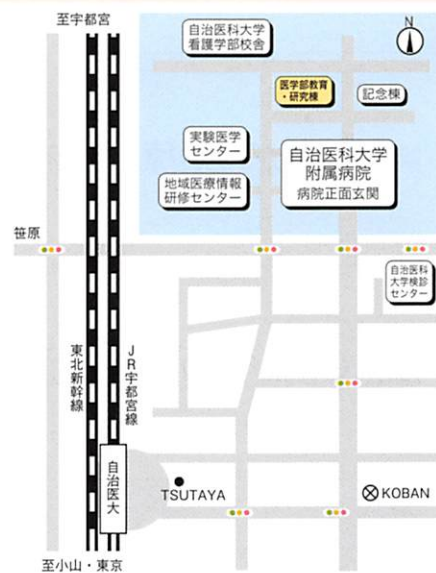 至宇都宮
N
自治医科大学
看護学部校舎
医学部教育
・研究棟
記念棟
実験医学
センター
自治医科大学
附属病院
病院正面玄関
地域医療情報
研修センター
笹原
自治医科
大学検診
センター
東北新幹線
JR宇都宮線
自治医大
TSUTAYA
KOBAN
至小山・東京